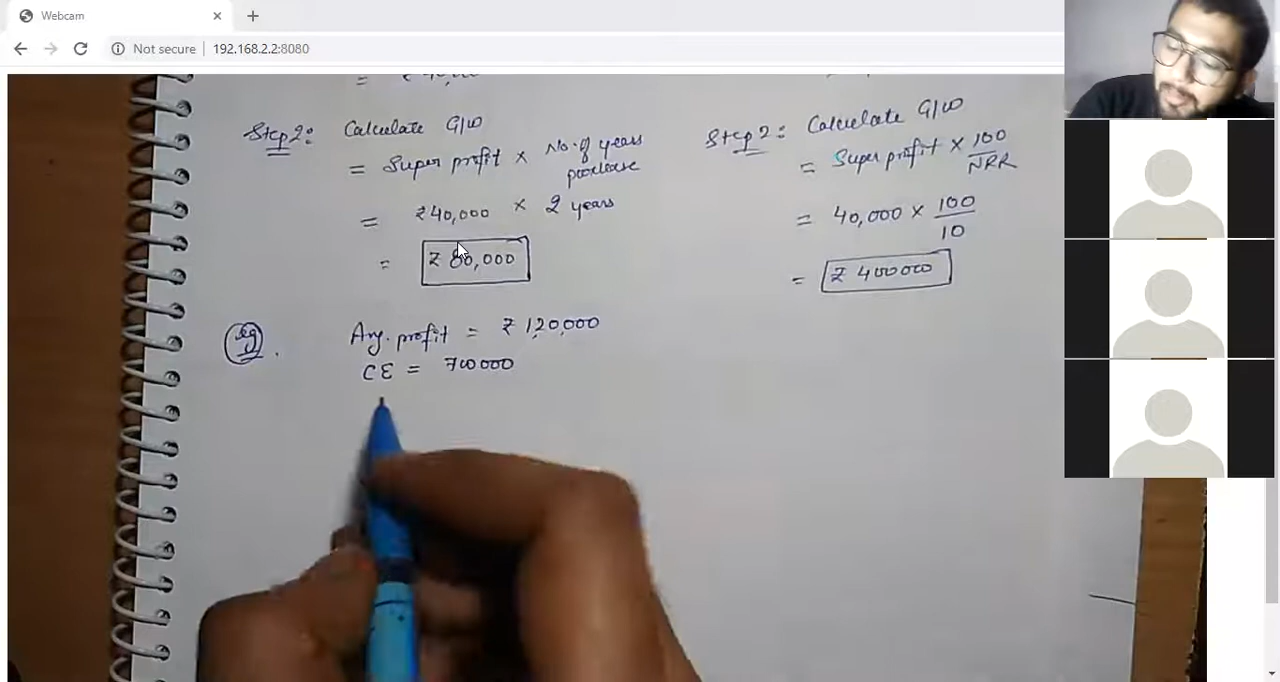 Webcam
Not secure
192.168.2.2:8080
Step 2: Calculate G/W
= Super profit × No. of years purchase
= ₹40,000 × 2 years
= ₹ 80,000
Step 2: Calculate G/W
= Super profit × 100/NRR
= 40,000 × 100/10
= ₹ 400000
eg. Avg. profit = ₹ 1,20,000
CE = 700000